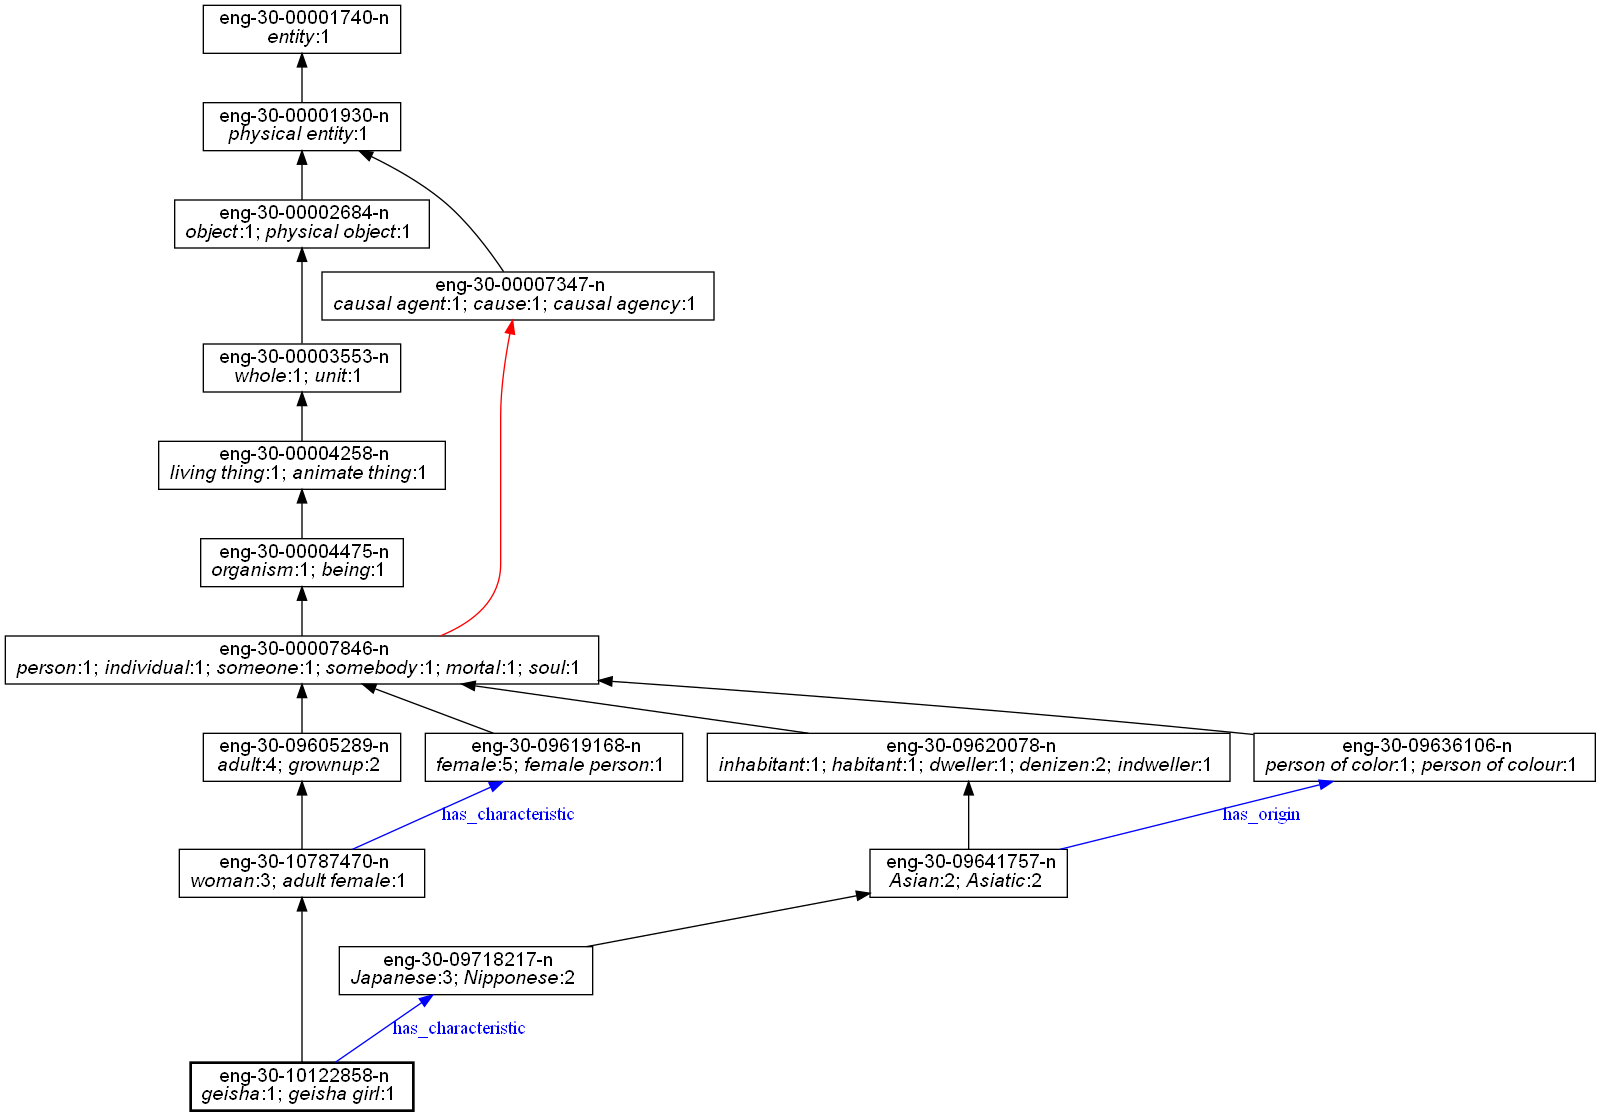 eng-30-00001740-n
entity:1
eng-30-00001930-n
physical entity:1
eng-30-00002684-n
object:1; physical object:1
eng-30-00007347-n
causal agent:1; cause:1; causal agency:1
eng-30-00003553-n
whole:1; unit:1
eng-30-00004258-n
living thing:1; animate thing:1
eng-30-00004475-n
organism:1; being:1
eng-30-00007846-n
person:1; individual:1; someone:1; somebody:1; mortal:1; soul:1
eng-30-09605289-n
adult:4; grownup:2
eng-30-09619168-n
female:5; female person:1
eng-30-09620078-n
inhabitant:1; habitant:1; dweller:1; denizen:2; indweller:1
eng-30-09636106-n
person of color:1; person of colour:1
has_characteristic
has_origin
eng-30-10787470-n
woman:3; adult female:1
eng-30-09641757-n
Asian:2; Asiatic:2
eng-30-09718217-n
Japanese:3; Nipponese:2
has_characteristic
eng-30-10122858-n
geisha:1; geisha girl:1